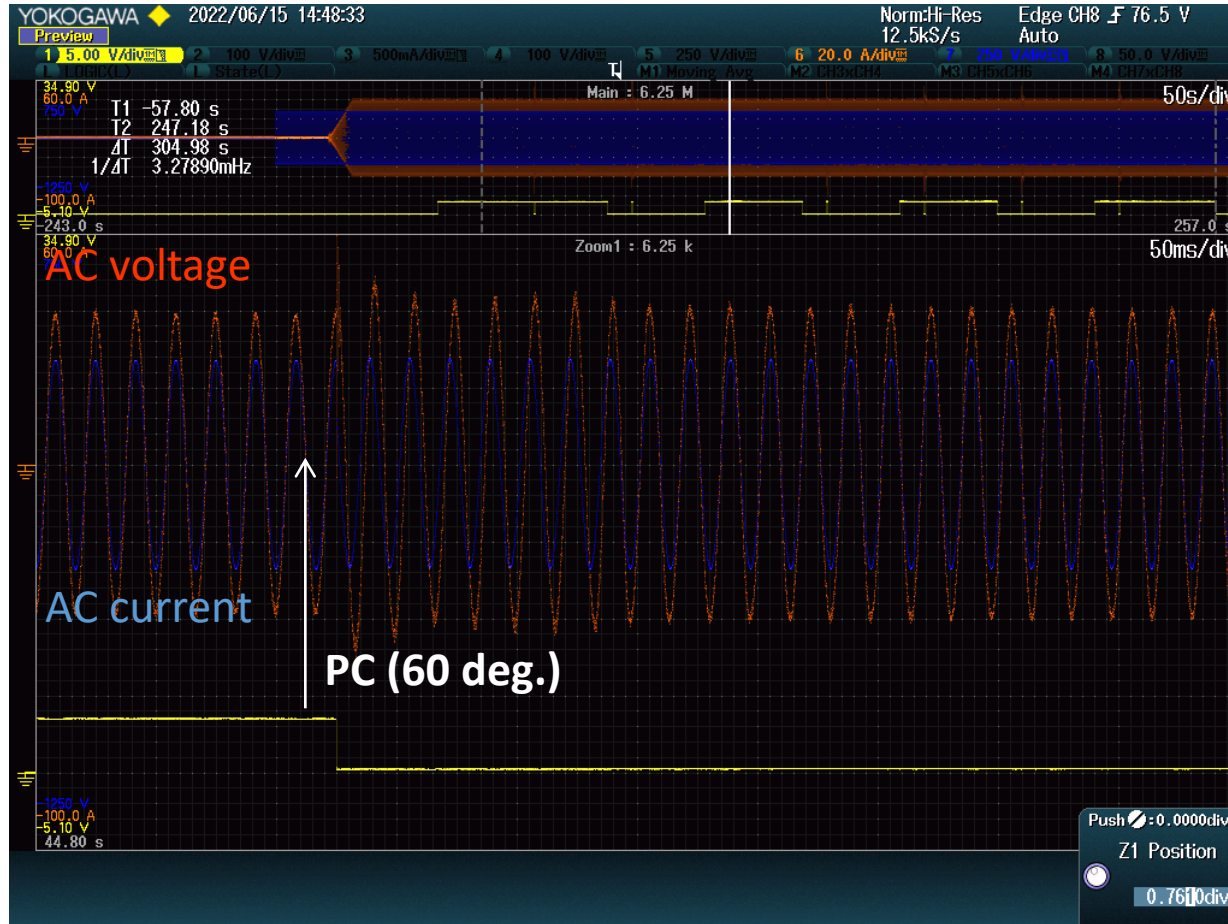 YOKOGAWA 2022/06/15 14:48:33 Norm:Hi-Res Edge CH8 76.5 V
Preview 12.5kS/s Auto
1 5.00 V/div 2 100 V/div 3 500mA/div 4 100 V/div 5 250 V/div 6 20.0 A/div 7 250 V/div 8 50.0 V/div
L LOGIC(L) L State(L) M1 Moving Avg M2 CH3xCH4 M3 CH5xCH6 M4 CH7xCH8
34.90 V Main : 6.25 M 50s/div
60.0 A
750 V
T1 -57.80 s
T2 247.18 s
ΔT 304.98 s
1/ΔT 3.27890mHz
-1250 V
-100.0 A
-5.10 V
-243.0 s 257.0 s
34.90 V Zoom1 : 6.25 k 50ms/div
60.0 A
AC voltage
AC current
PC (60 deg.)
-1250 V
-100.0 A
-5.10 V
44.80 s
Push :0.0000div
Z1 Position
0.7610div